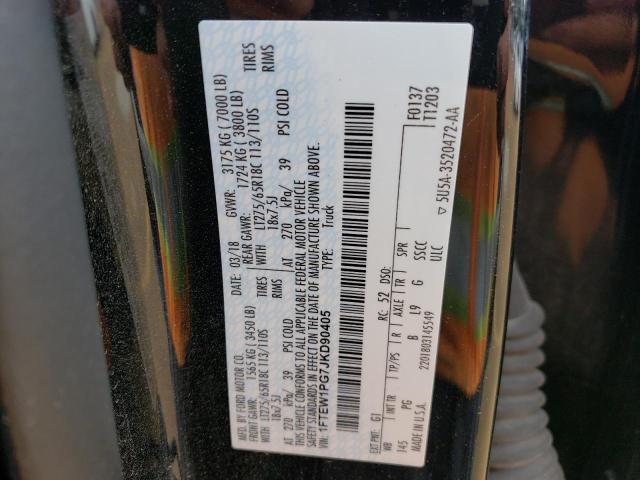 MFD. BY FORD MOTOR CO.
DATE: 03/18 GVWR: 3175 KG ( 7000 LB)
FRONT GAWR: 1565 KG ( 3450 LB) REAR GAWR: 1724 KG ( 3800 LB)
WITH LT275/65R18C 113/110S TIRES WITH LT275/65R18C 113/110S TIRES
18x7.5J RIMS 18x7.5J RIMS
AT 270 kPa/ 39 PSI COLD AT 270 kPa/ 39 PSI COLD
THIS VEHICLE CONFORMS TO ALL APPLICABLE FEDERAL MOTOR VEHICLE
SAFETY STANDARDS IN EFFECT ON THE DATE OF MANUFACTURE SHOWN ABOVE.
VIN: 1FTEW1PG7JKD90405 TYPE: Truck
F0137
T1203
EXT PNT: G1 RC: 52 DSO:
WB INT TR TP/PS R AXLE TR SPR
145 PG B L9 G SSCC
MADE IN U.S.A. 2201803145549 ULC
▽ 5U5A-3520472-AA